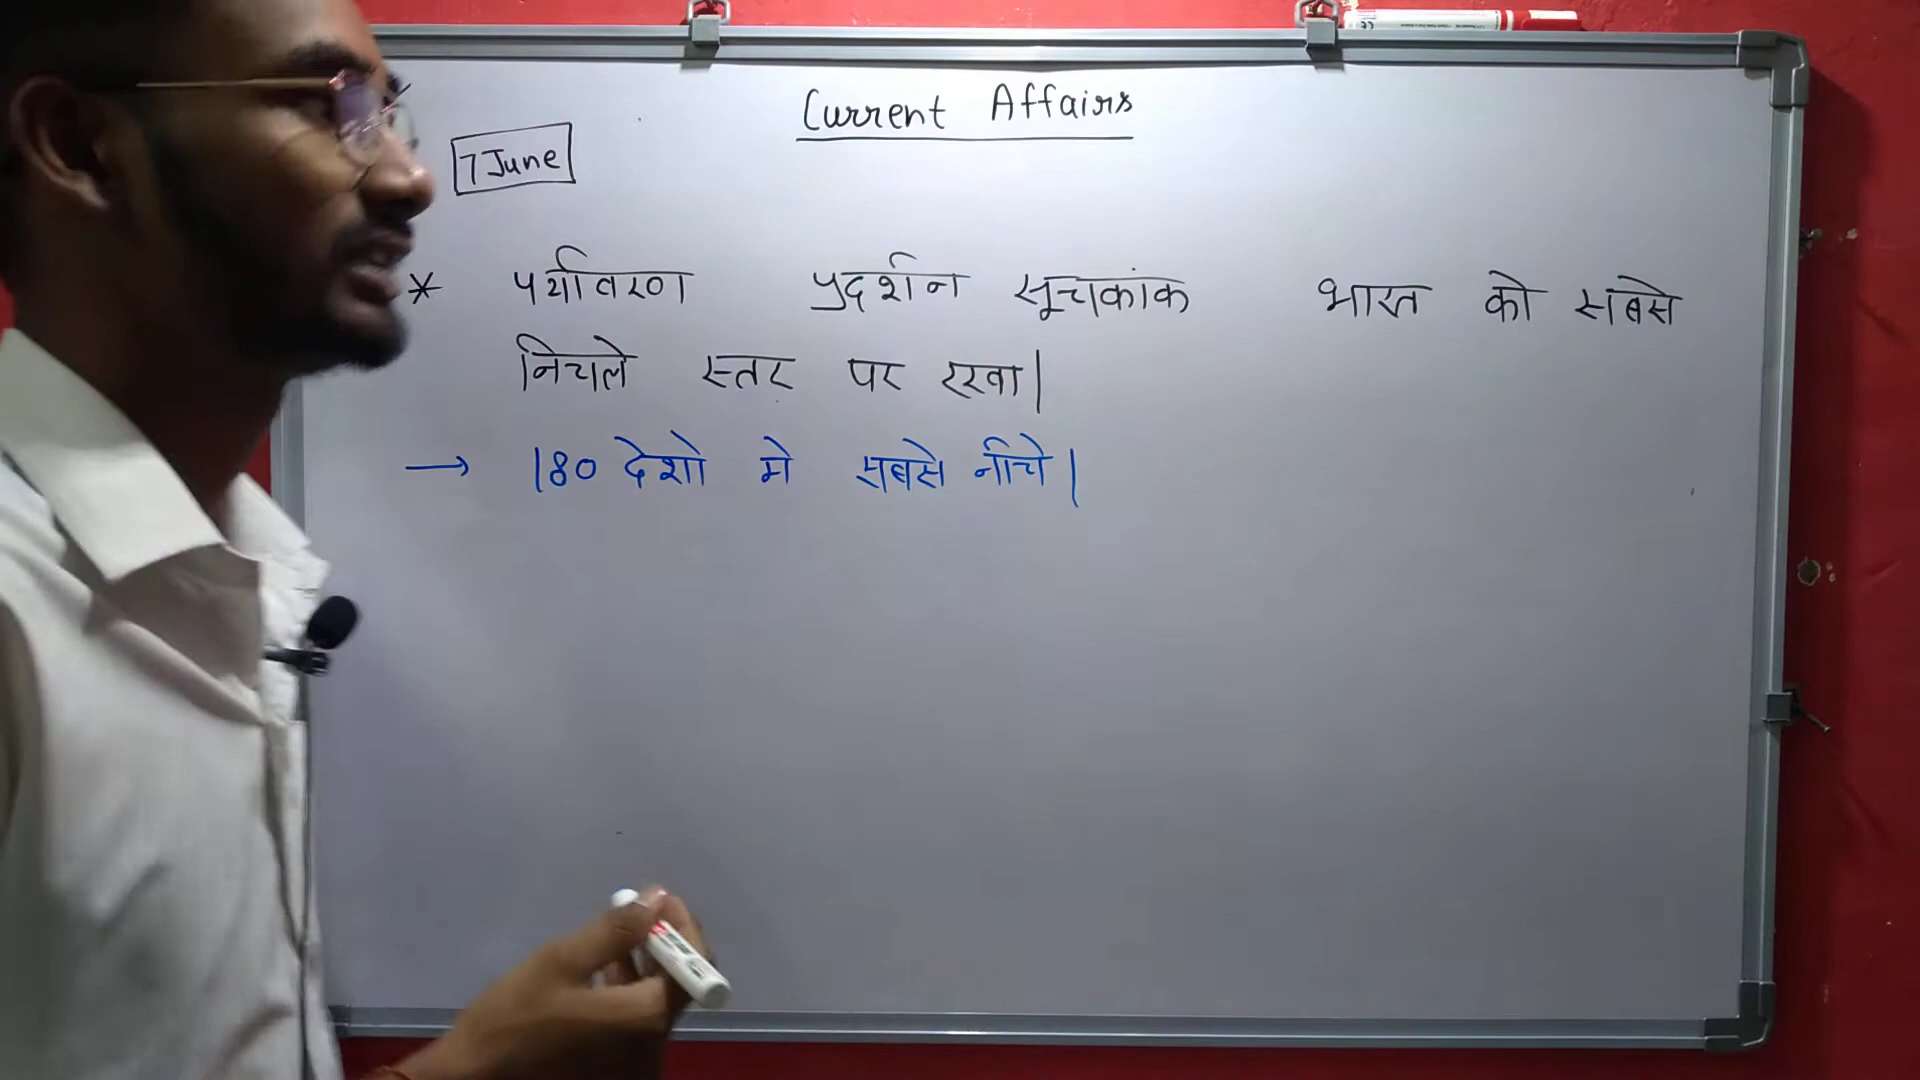 Current Affairs
7 June
* पर्यावरण प्रदर्शन सूचकांक भारत को सबसे
निचले स्तर पर रखा|
→ 180 देशो मे सबसे नीचे|